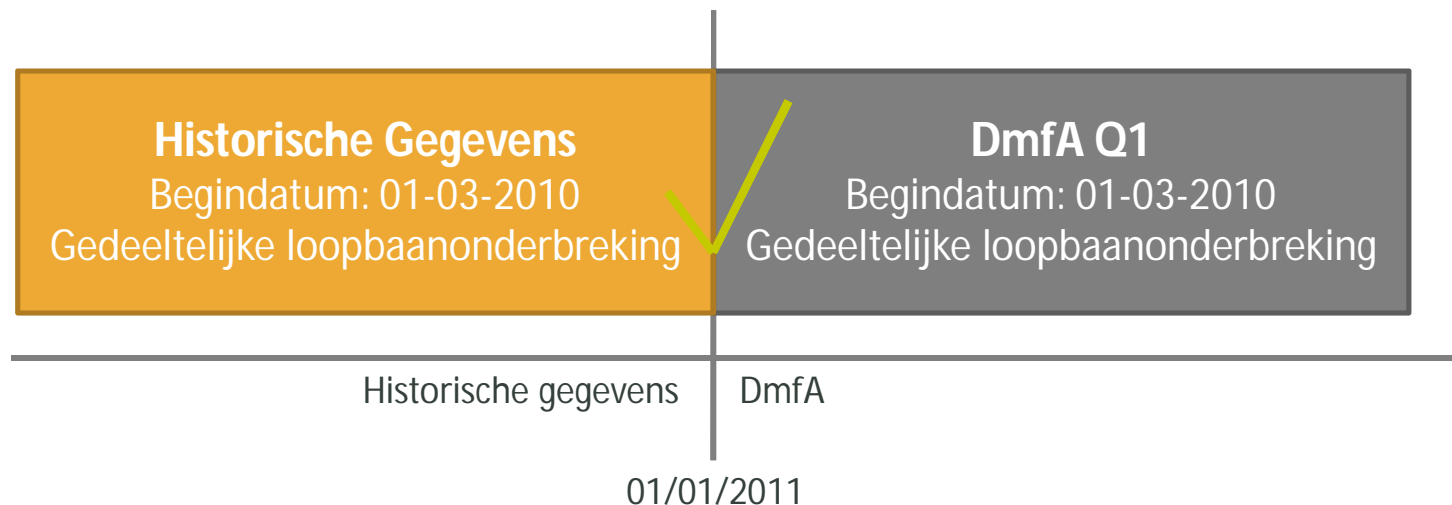 Historische Gegevens
Begindatum: 01-03-2010
Gedeeltelijke loopbaanonderbreking
DmfA Q1
Begindatum: 01-03-2010
Gedeeltelijke loopbaanonderbreking
Historische gegevens
DmfA
01/01/2011